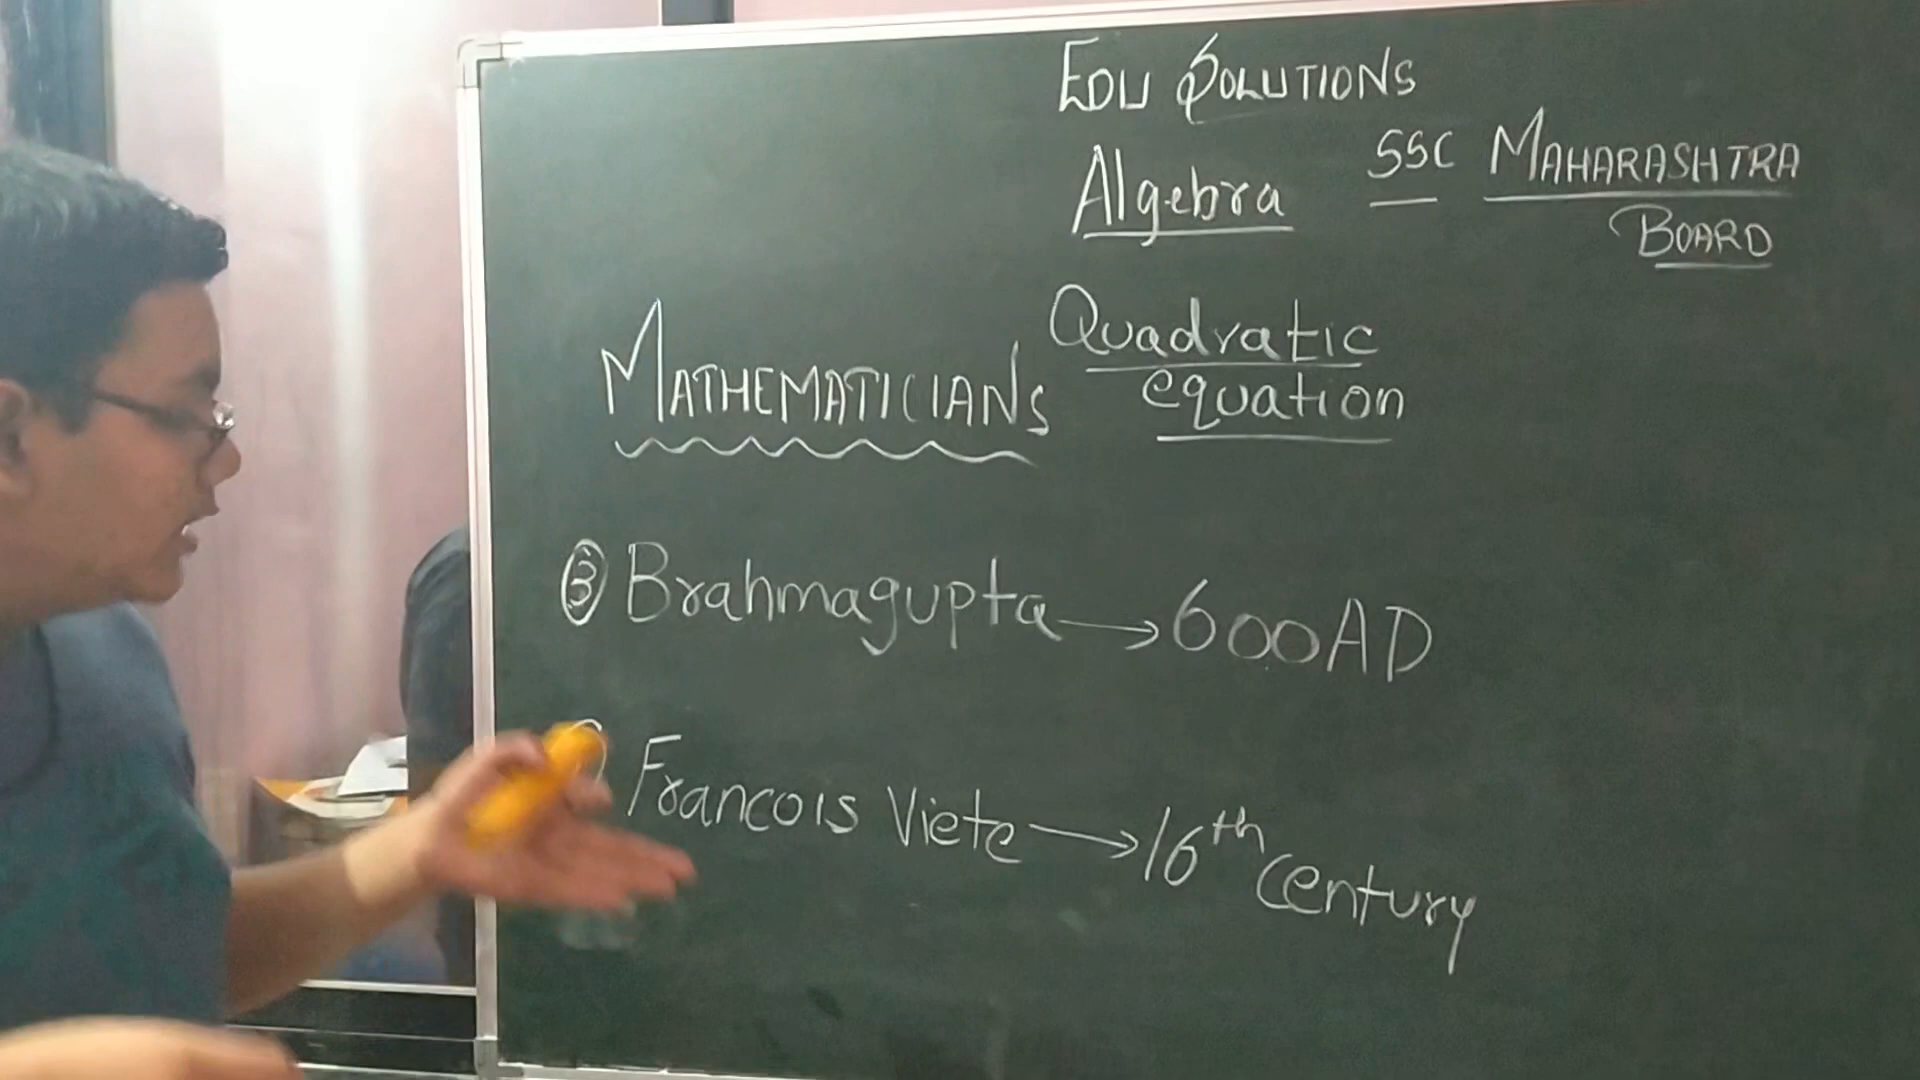 EDU SOLUTIONS
Algebra SSC MAHARASHTRA
BOARD
MATHEMATICIANS Quadratic
equation
3 Brahmagupta → 600AD
Francois Viete → 16th century